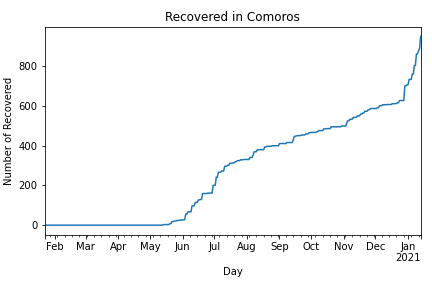 Recovered in Comoros
Number of Recovered
800
600
400
200
0
Feb Mar Apr May Jun Jul Aug Sep Oct Nov Dec Jan
2021
Day